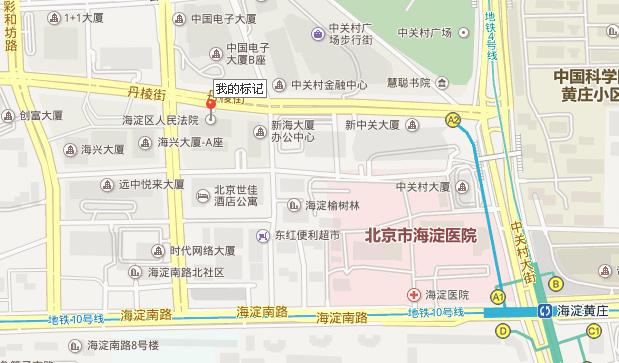 彩和坊路
1+1大厦
中国电子大厦
中国电子
大厦B座
中关村广
场步行街
中关村广场
地铁4号线
中国科学院
黄庄小区
我的标记
丹棱街
中关村金融中心
慧聪书院
创富大厦
海淀区人民法院
海兴大厦
海兴大厦-A座
新海大厦
办公中心
新中关大厦
A2
远中悦来大厦
北京世佳
酒店公寓
海淀榆树林
中关村大厦
东红便利超市
北京市海淀医院
中关村大街
时代网络大厦
海淀南路北社区
海淀医院
A1
B
地铁10号线
海淀南路
海淀南路
海淀南路
地铁10号线
海淀黄庄
D
C1
海淀南路8号楼